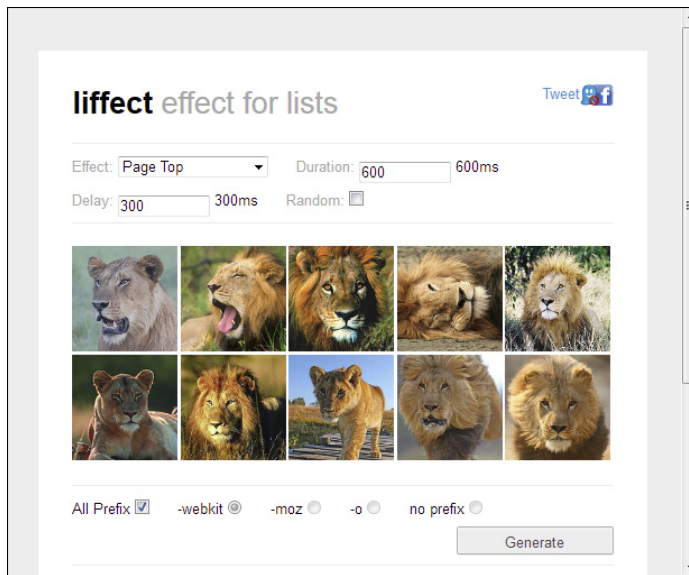 liffect effect for lists
Tweet
Effect: Page Top Duration: 600 600ms
Delay: 300 300ms Random:
All Prefix -webkit -moz -o no prefix
Generate